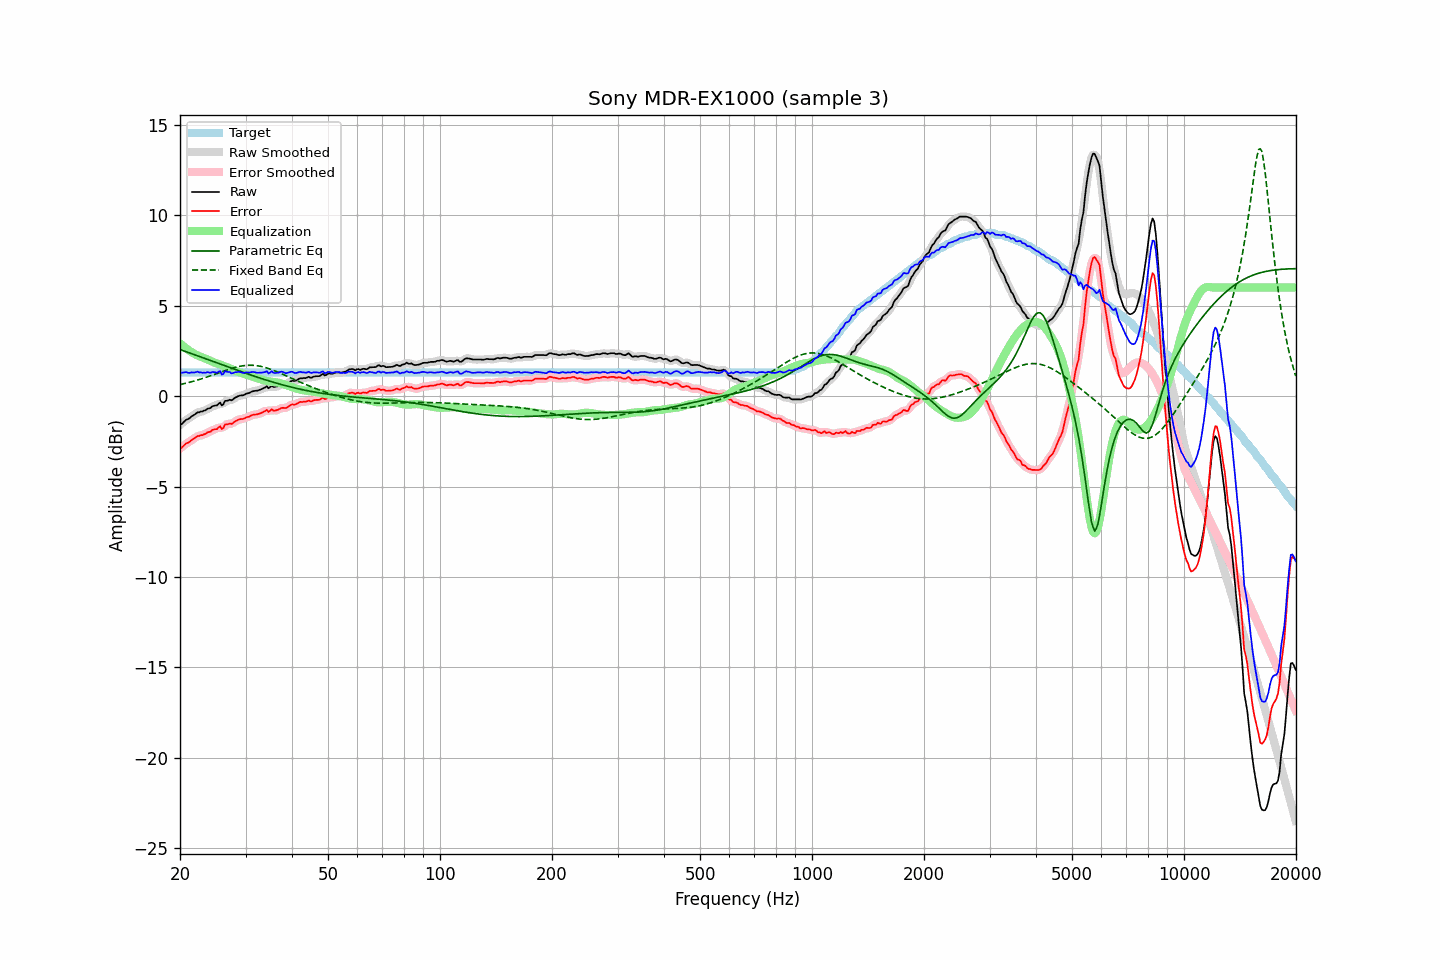 Sony MDR-EX1000 (sample 3)
Target
Raw Smoothed
Error Smoothed
Raw
Error
Equalization
Parametric Eq
Fixed Band Eq
Equalized
15
10
5
0
−5
−10
−15
−20
−25
Amplitude (dBr)
20 50 100 200 500 1000 2000 5000 10000 20000
Frequency (Hz)